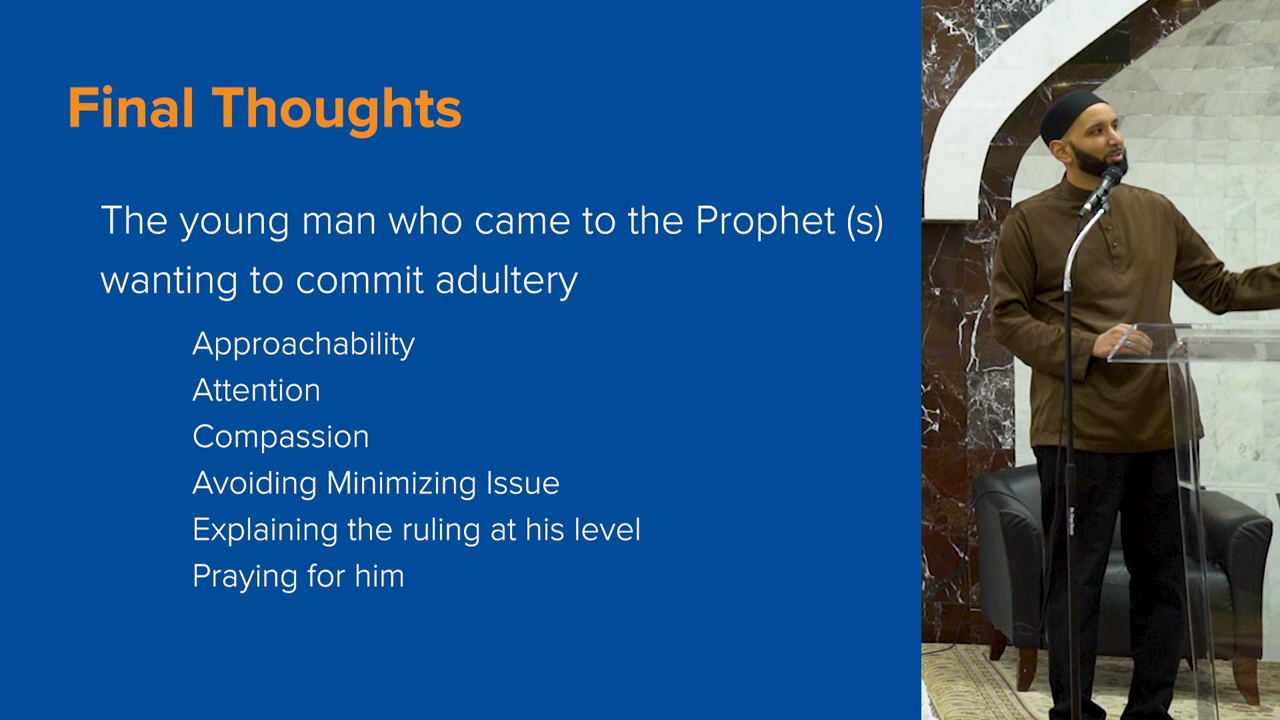 Final Thoughts
The young man who came to the Prophet (s)
wanting to commit adultery
Approachability
Attention
Compassion
Avoiding Minimizing Issue
Explaining the ruling at his level
Praying for him